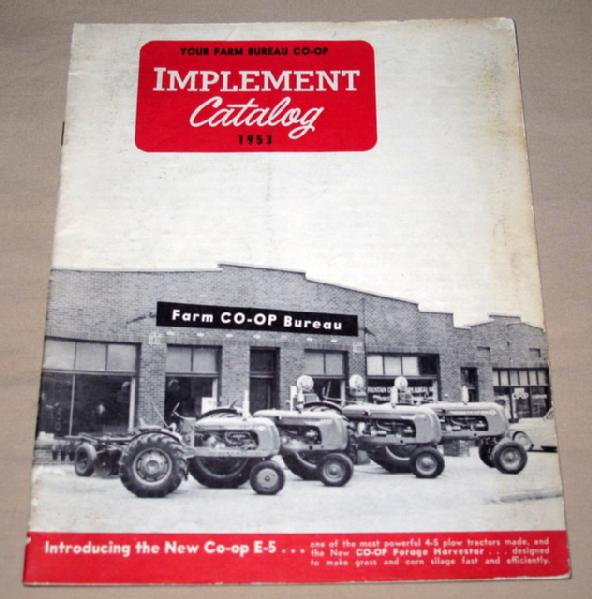 YOUR FARM BUREAU CO-OP
IMPLEMENT
Catalog
1953
Farm CO-OP Bureau
Introducing the New Co-op E-5 . . . one of the most powerful 4-5 plow tractors made, and
the New CO-OP Forage Harvester . . . designed
to make grass and corn silage fast and efficiently.